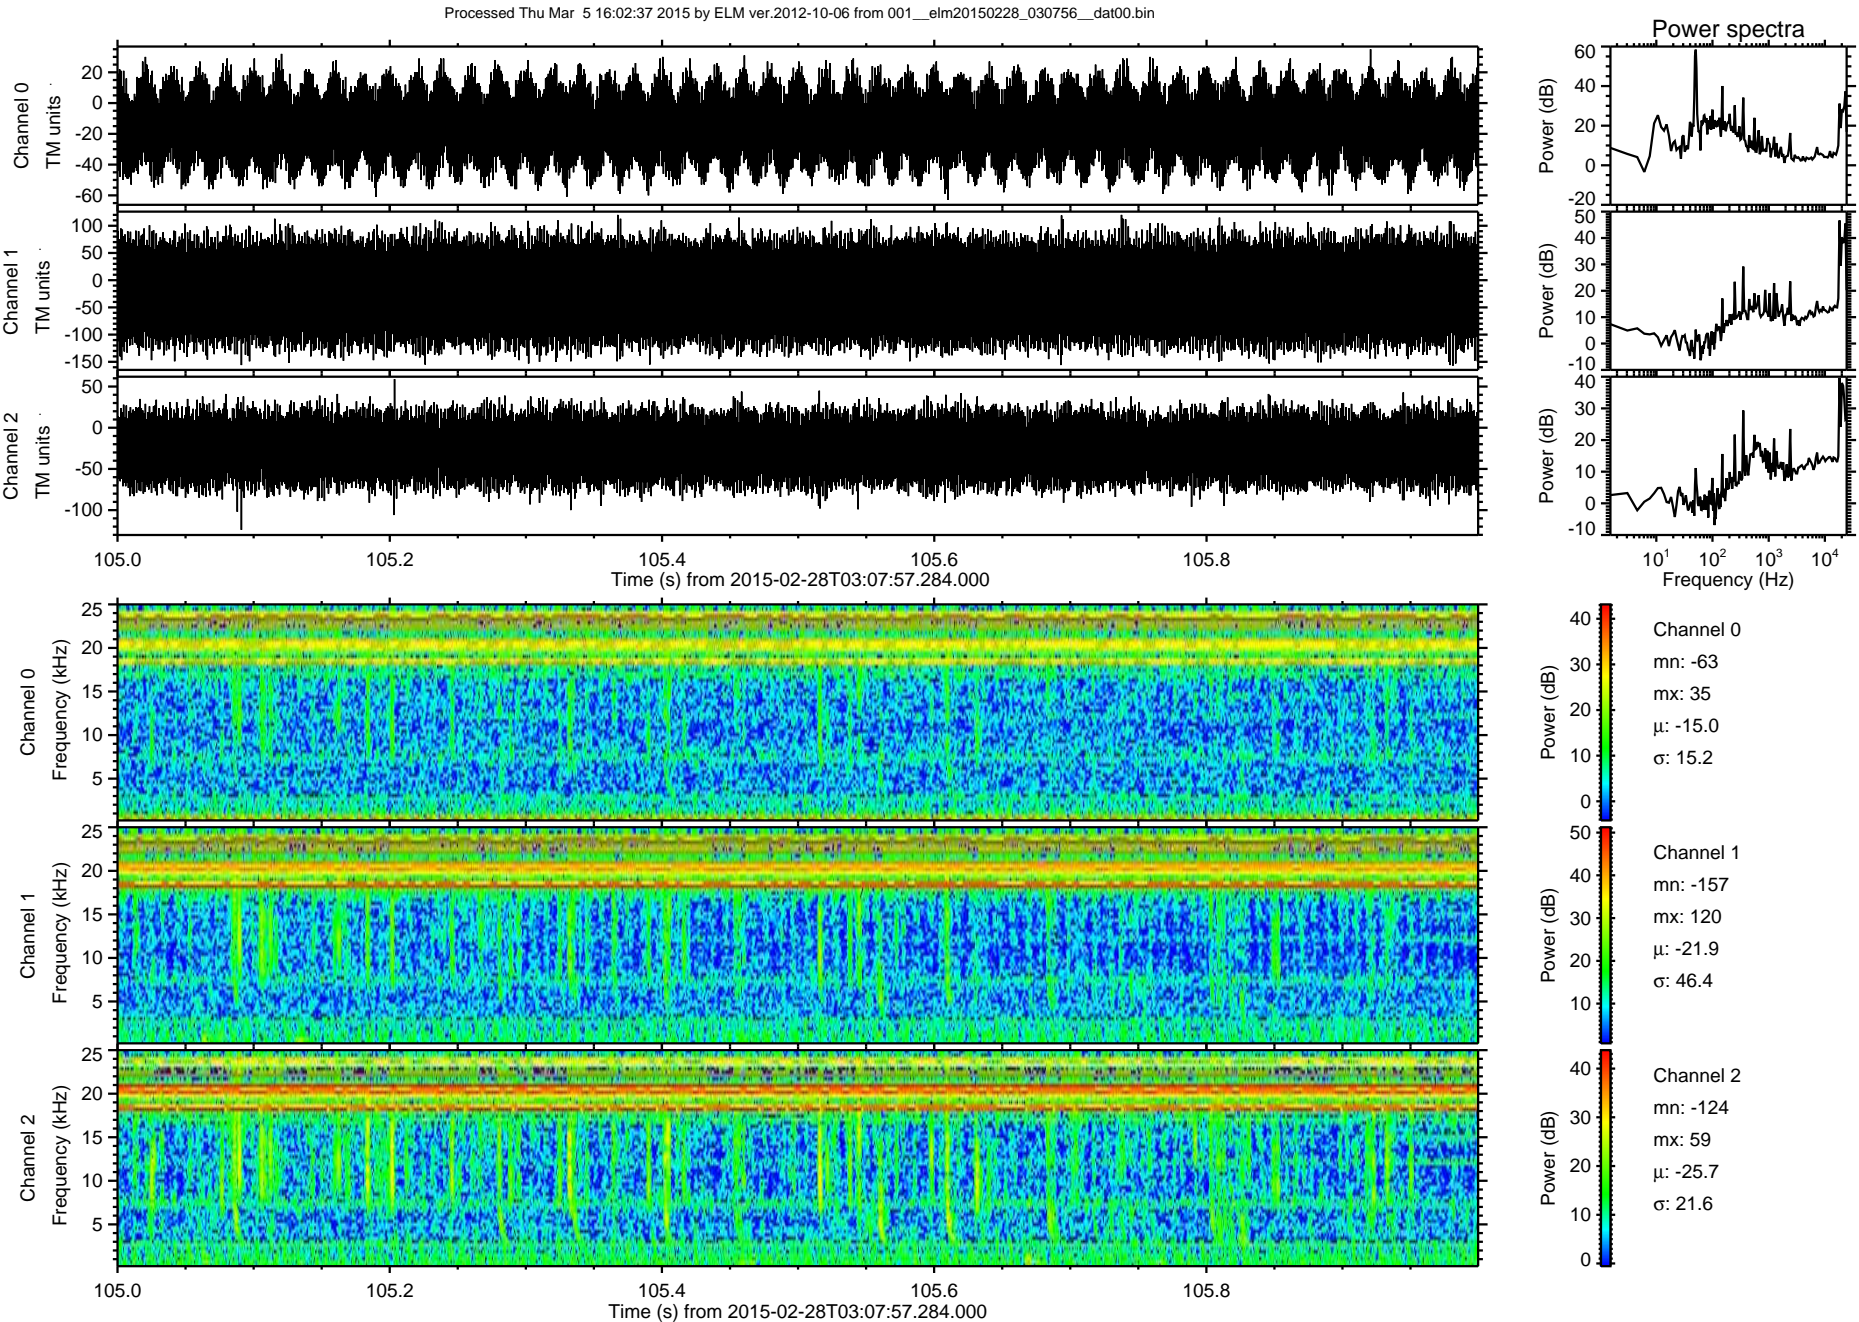 Processed Thu Mar  5 16:02:37 2015 by ELM ver.2012-10-06 from 001__elm20150228_030756__dat00.bin
Power spectra
Channel 0
TM units
20
0
-20
-40
-60
Power (dB)
60
40
20
0
-20
Channel 1
TM units
100
50
0
-50
-100
-150
Power (dB)
50
40
30
20
10
0
-10
Channel 2
TM units
50
0
-50
-100
Power (dB)
40
30
20
10
0
-10
105.0 105.2 105.4 105.6 105.8
Time (s) from 2015-02-28T03:07:57.284.000
10^1 10^2 10^3 10^4
Frequency (Hz)
Channel 0
Frequency (kHz)
25
20
15
10
5
Power (dB)
40
30
20
10
0
Channel 0
mn: -63
mx: 35
μ: -15.0
σ: 15.2
Channel 1
Frequency (kHz)
25
20
15
10
5
Power (dB)
50
40
30
20
10
Channel 1
mn: -157
mx: 120
μ: -21.9
σ: 46.4
Channel 2
Frequency (kHz)
25
20
15
10
5
Power (dB)
40
30
20
10
0
Channel 2
mn: -124
mx: 59
μ: -25.7
σ: 21.6
105.0 105.2 105.4 105.6 105.8
Time (s) from 2015-02-28T03:07:57.284.000